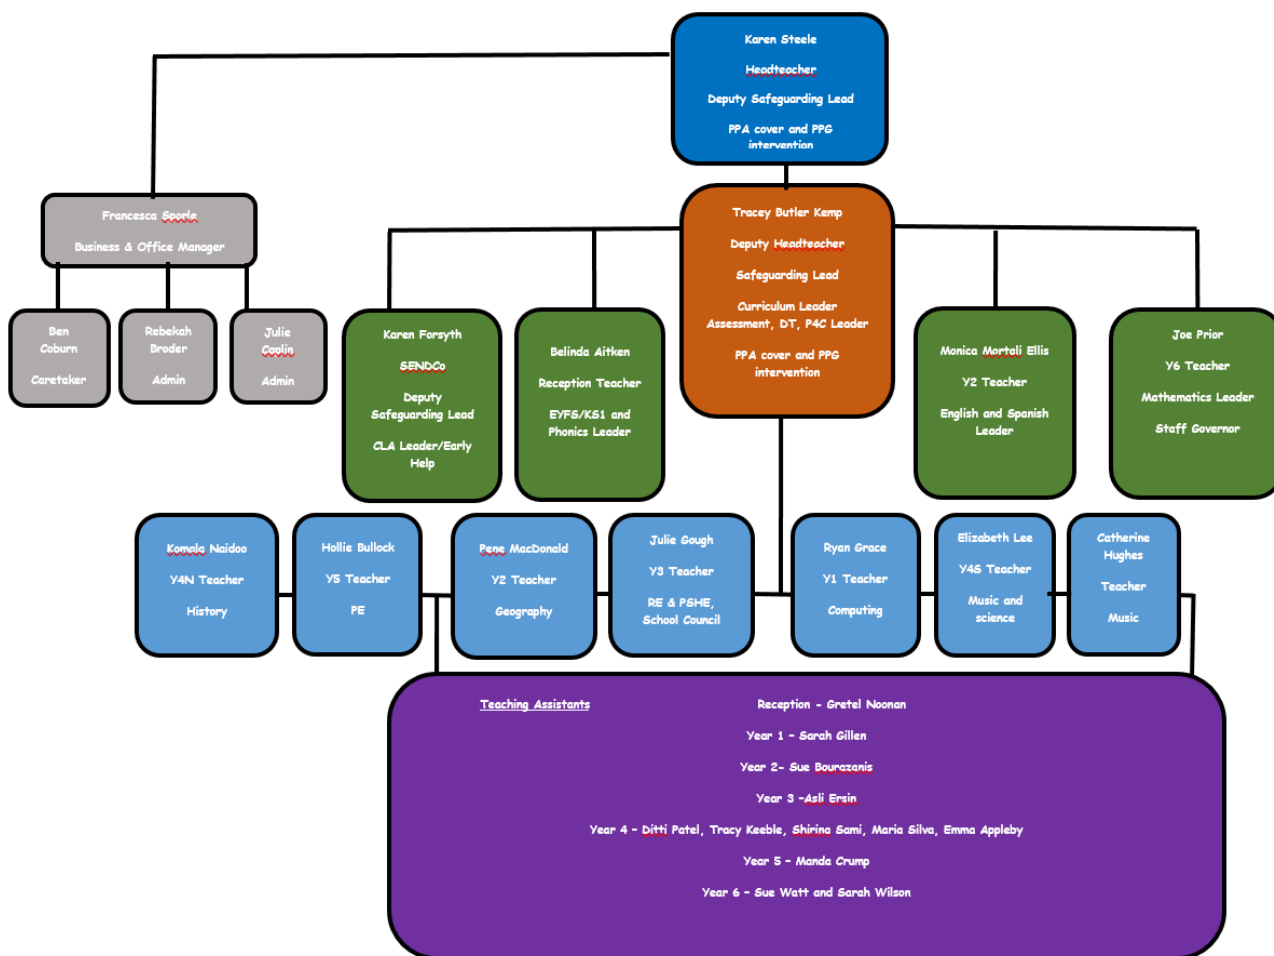 Karen Steele
Headteacher
Deputy Safeguarding Lead
PPA cover and PPG
intervention
Francesca Sporle
Business & Office Manager
Ben
Coburn
Caretaker
Rebekah
Broder
Admin
Julie
Coolin
Admin
Tracey Butler Kemp
Deputy Headteacher
Safeguarding Lead
Curriculum Leader
Assessment, DT, P4C Leader
PPA cover and PPG
intervention
Karen Forsyth
SENDCo
Deputy
Safeguarding Lead
CLA Leader/Early
Help
Belinda Aitken
Reception Teacher
EYFS/KS1 and
Phonics Leader
Monica Martoli Ellis
Y2 Teacher
English and Spanish
Leader
Joe Prior
Y6 Teacher
Mathematics Leader
Staff Governor
Komala Naidoo
Y4N Teacher
History
Hollie Bullock
Y5 Teacher
PE
Pene MacDonald
Y2 Teacher
Geography
Julie Gough
Y3 Teacher
RE & PSHE,
School Council
Ryan Grace
Y1 Teacher
Computing
Elizabeth Lee
Y4S Teacher
Music and
science
Catherine
Hughes
Teacher
Music
Teaching Assistants
Reception - Gretel Noonan
Year 1 – Sarah Gillen
Year 2- Sue Bourazanis
Year 3 –Asli Ersin
Year 4 – Ditti Patel, Tracy Keeble, Shirina Sami, Maria Silva, Emma Appleby
Year 5 – Manda Crump
Year 6 – Sue Watt and Sarah Wilson